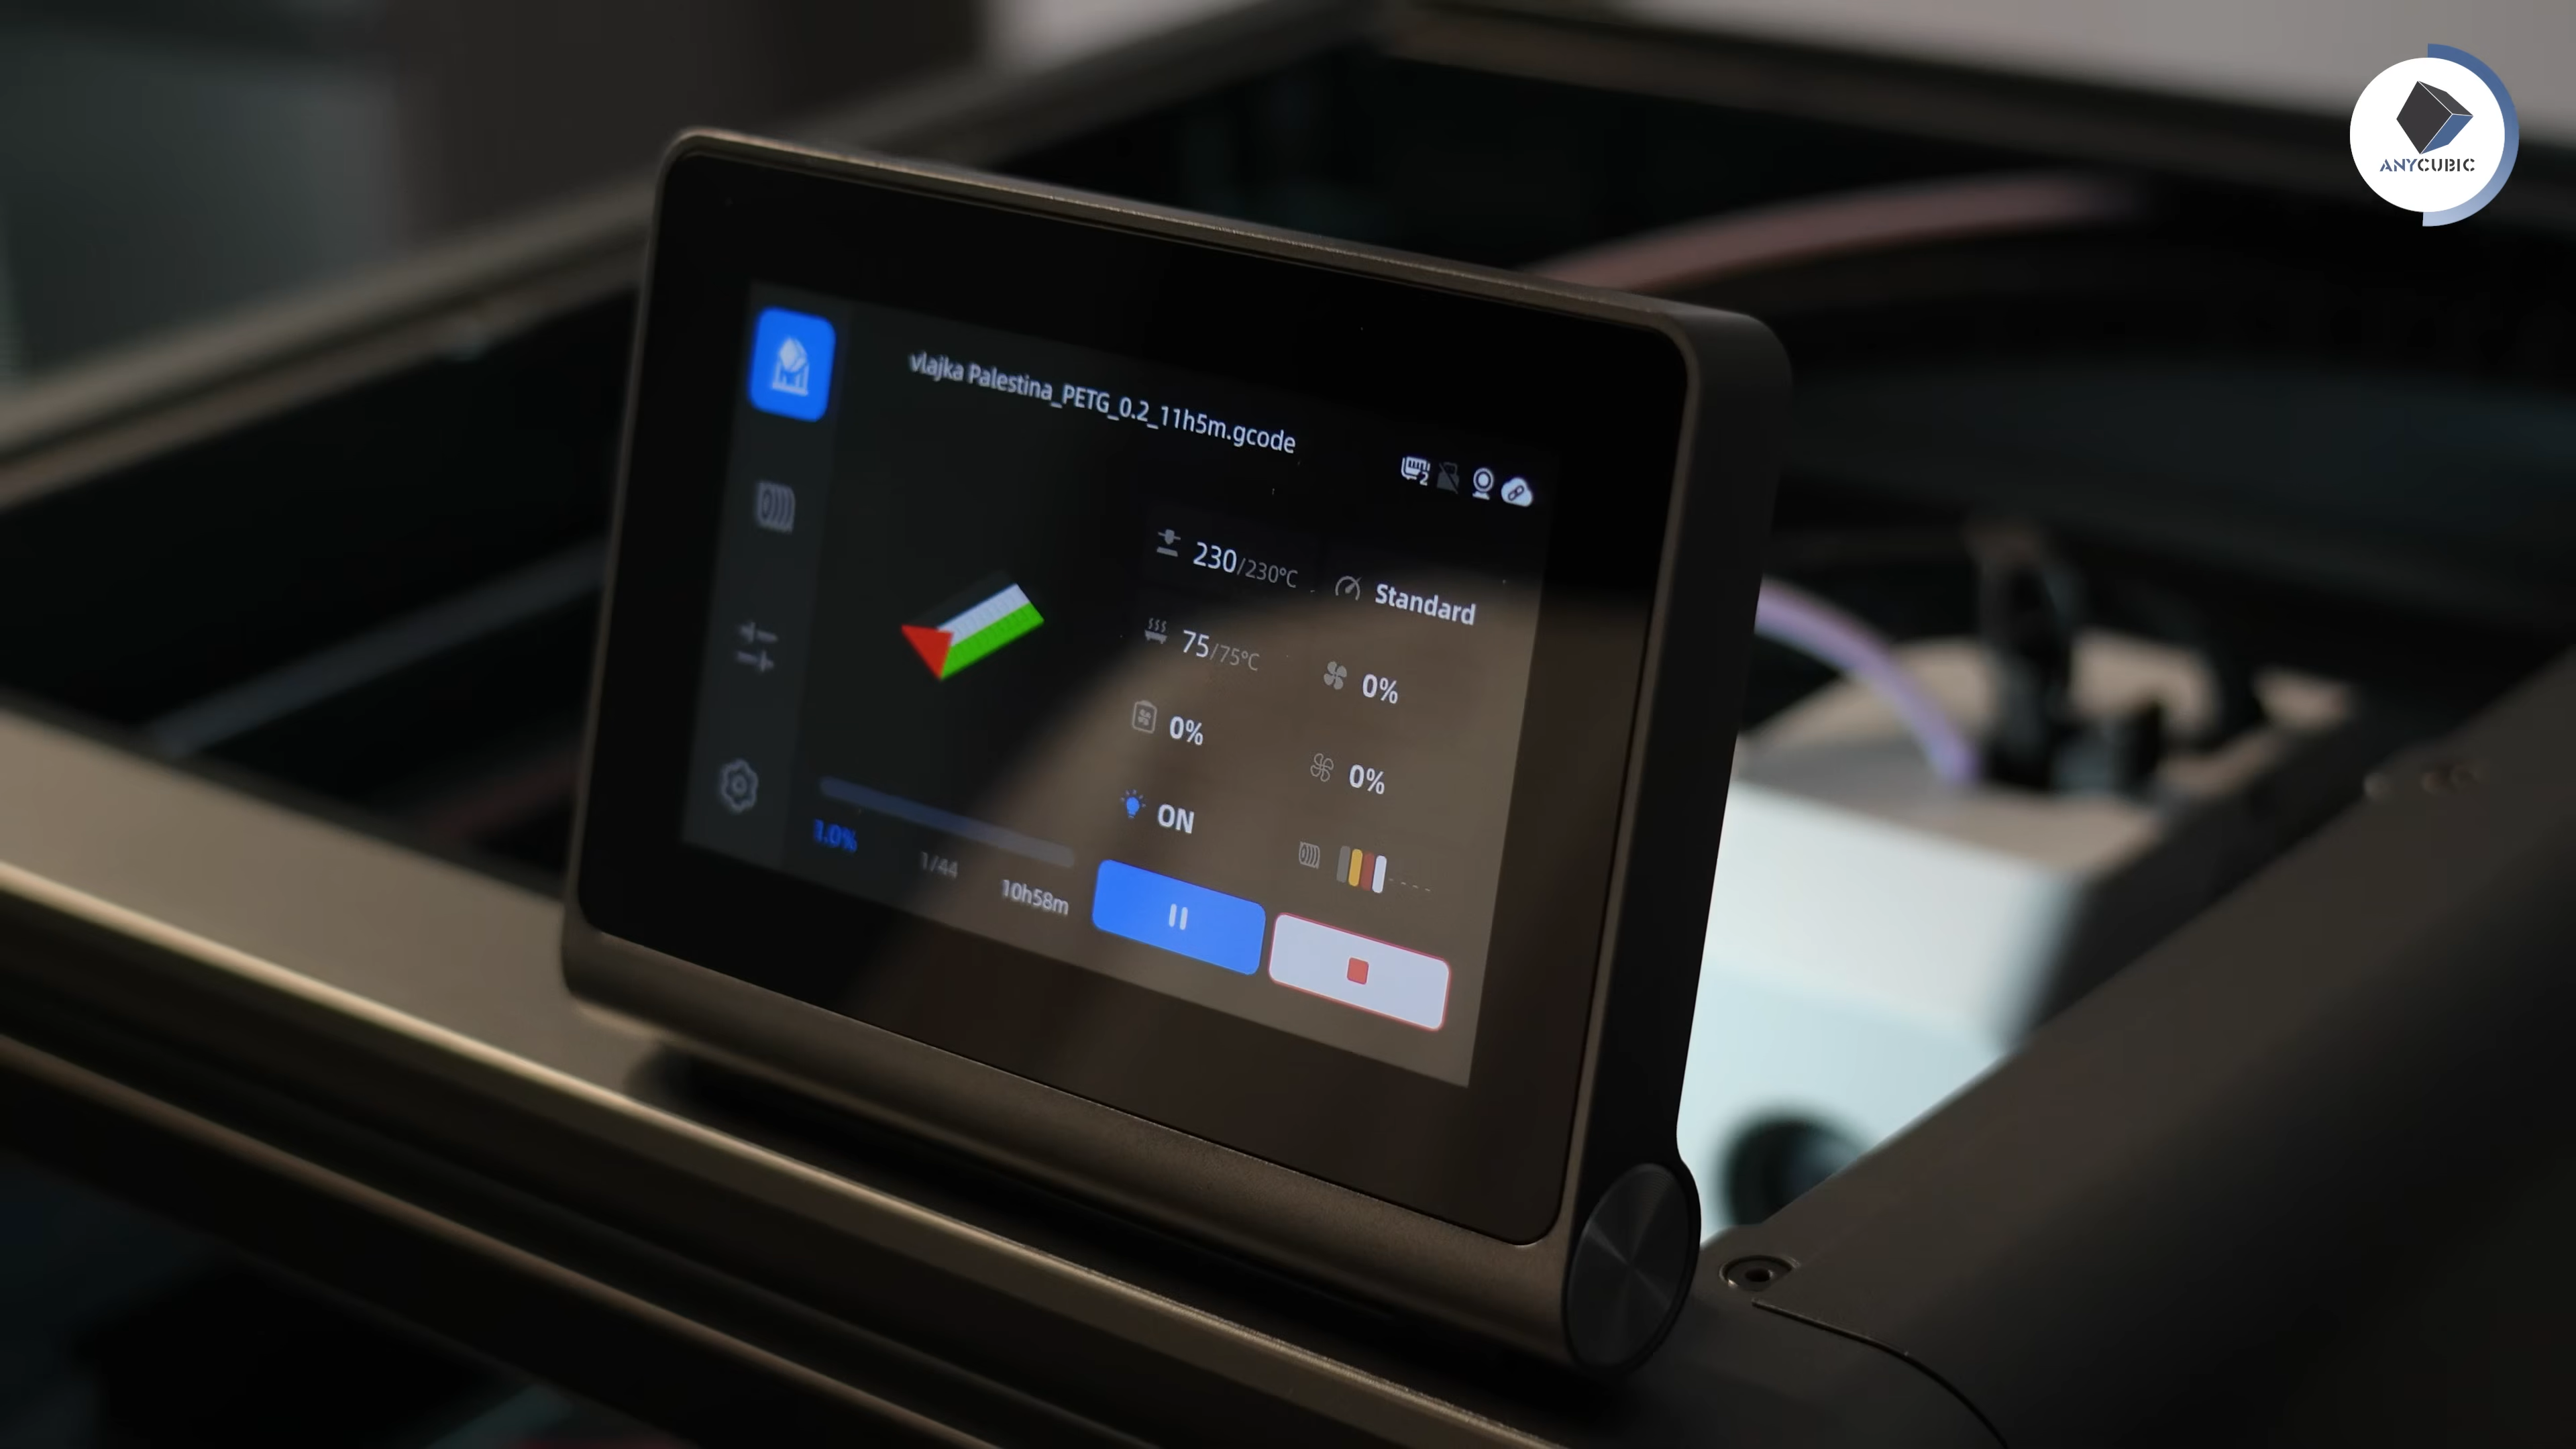 ANYCUBIC
vlajka Palestina_PETG_0.2_11h5m.gcode
2
230/230°C
Standard
75/75°C
0%
0%
0%
ON
1.0%
1/44
10h58m